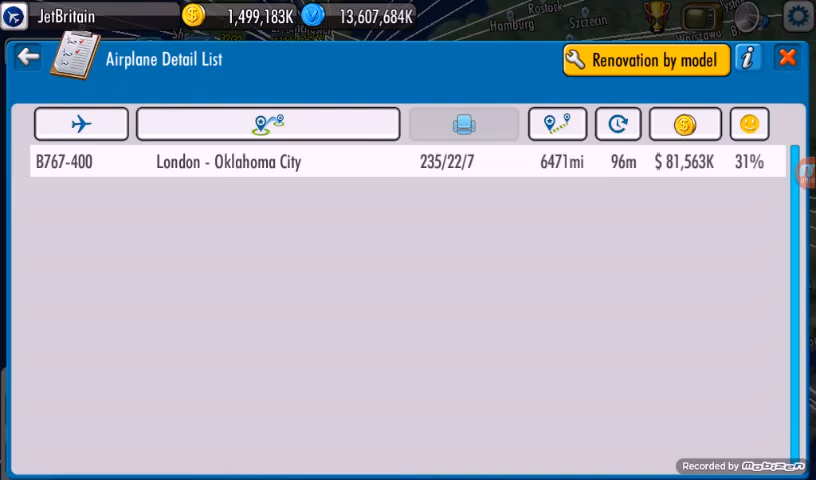 JetBritain 1,499,183K 13,607,684K
Rostock
Hamburg Szczecin
Airplane Detail List Renovation by model i
B767-400 London - Oklahoma City 235/22/7 6471mi 96m $ 81,563K 31%
Recorded by Mobizen